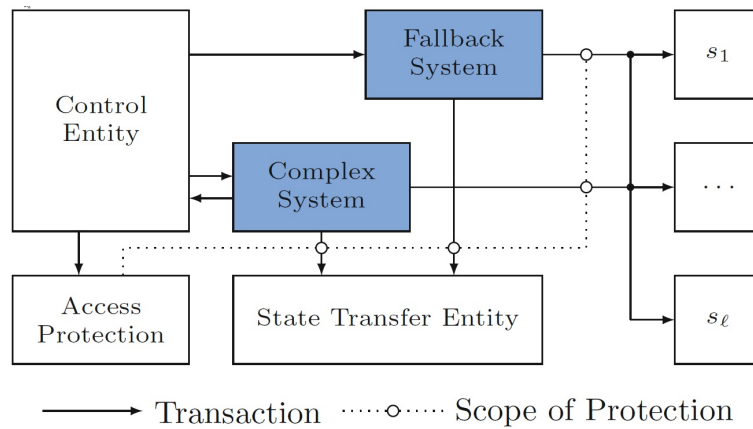 Fallback
System
s₁
Control
Entity
Complex
System
...
Access
Protection
State Transfer Entity
sℓ
Transaction
Scope of Protection